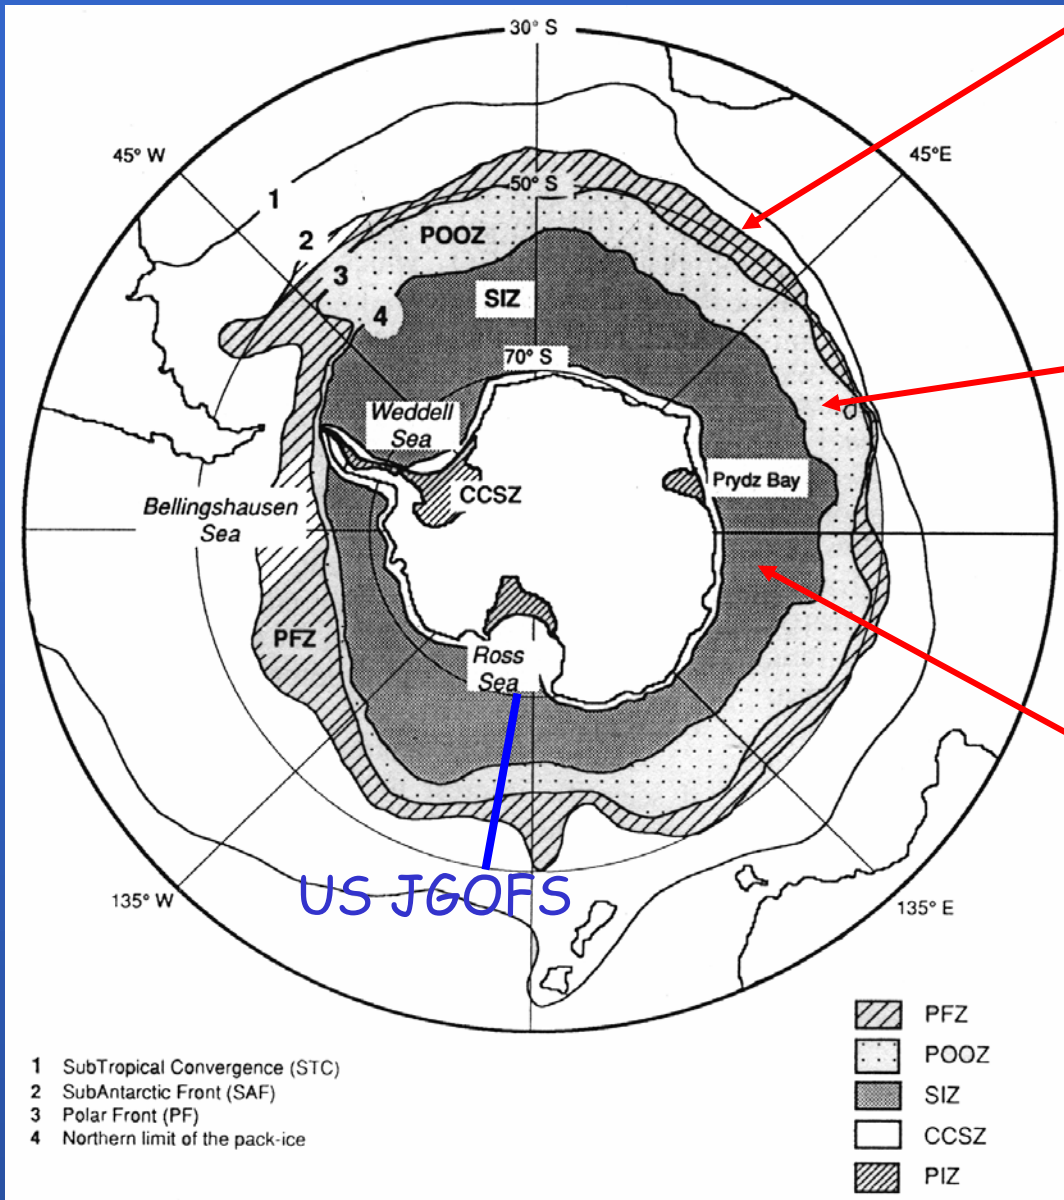 30° S
45° W
45°E
1
50° S
2
POOZ
3
SIZ
4
70° S
Weddell
Sea
Prydz Bay
CCSZ
Bellingshausen
Sea
PFZ
Ross
Sea
US JGOFS
135° W
135° E
PFZ
POOZ
SIZ
CCSZ
PIZ
1 SubTropical Convergence (STC)
2 SubAntarctic Front (SAF)
3 Polar Front (PF)
4 Northern limit of the pack-ice